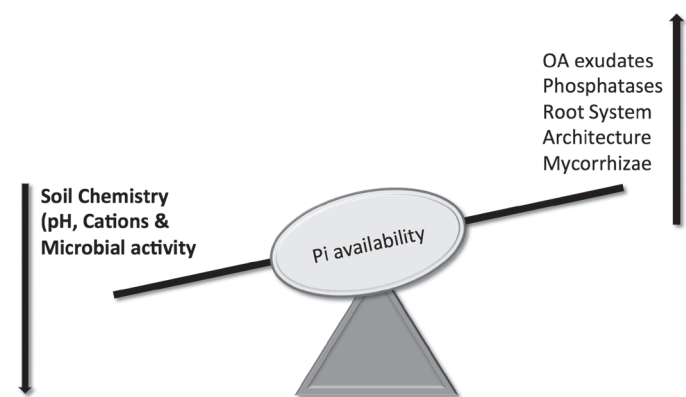 Soil Chemistry
(pH, Cations &
Microbial activity
Pi availability
OA exudates
Phosphatases
Root System
Architecture
Mycorrhizae